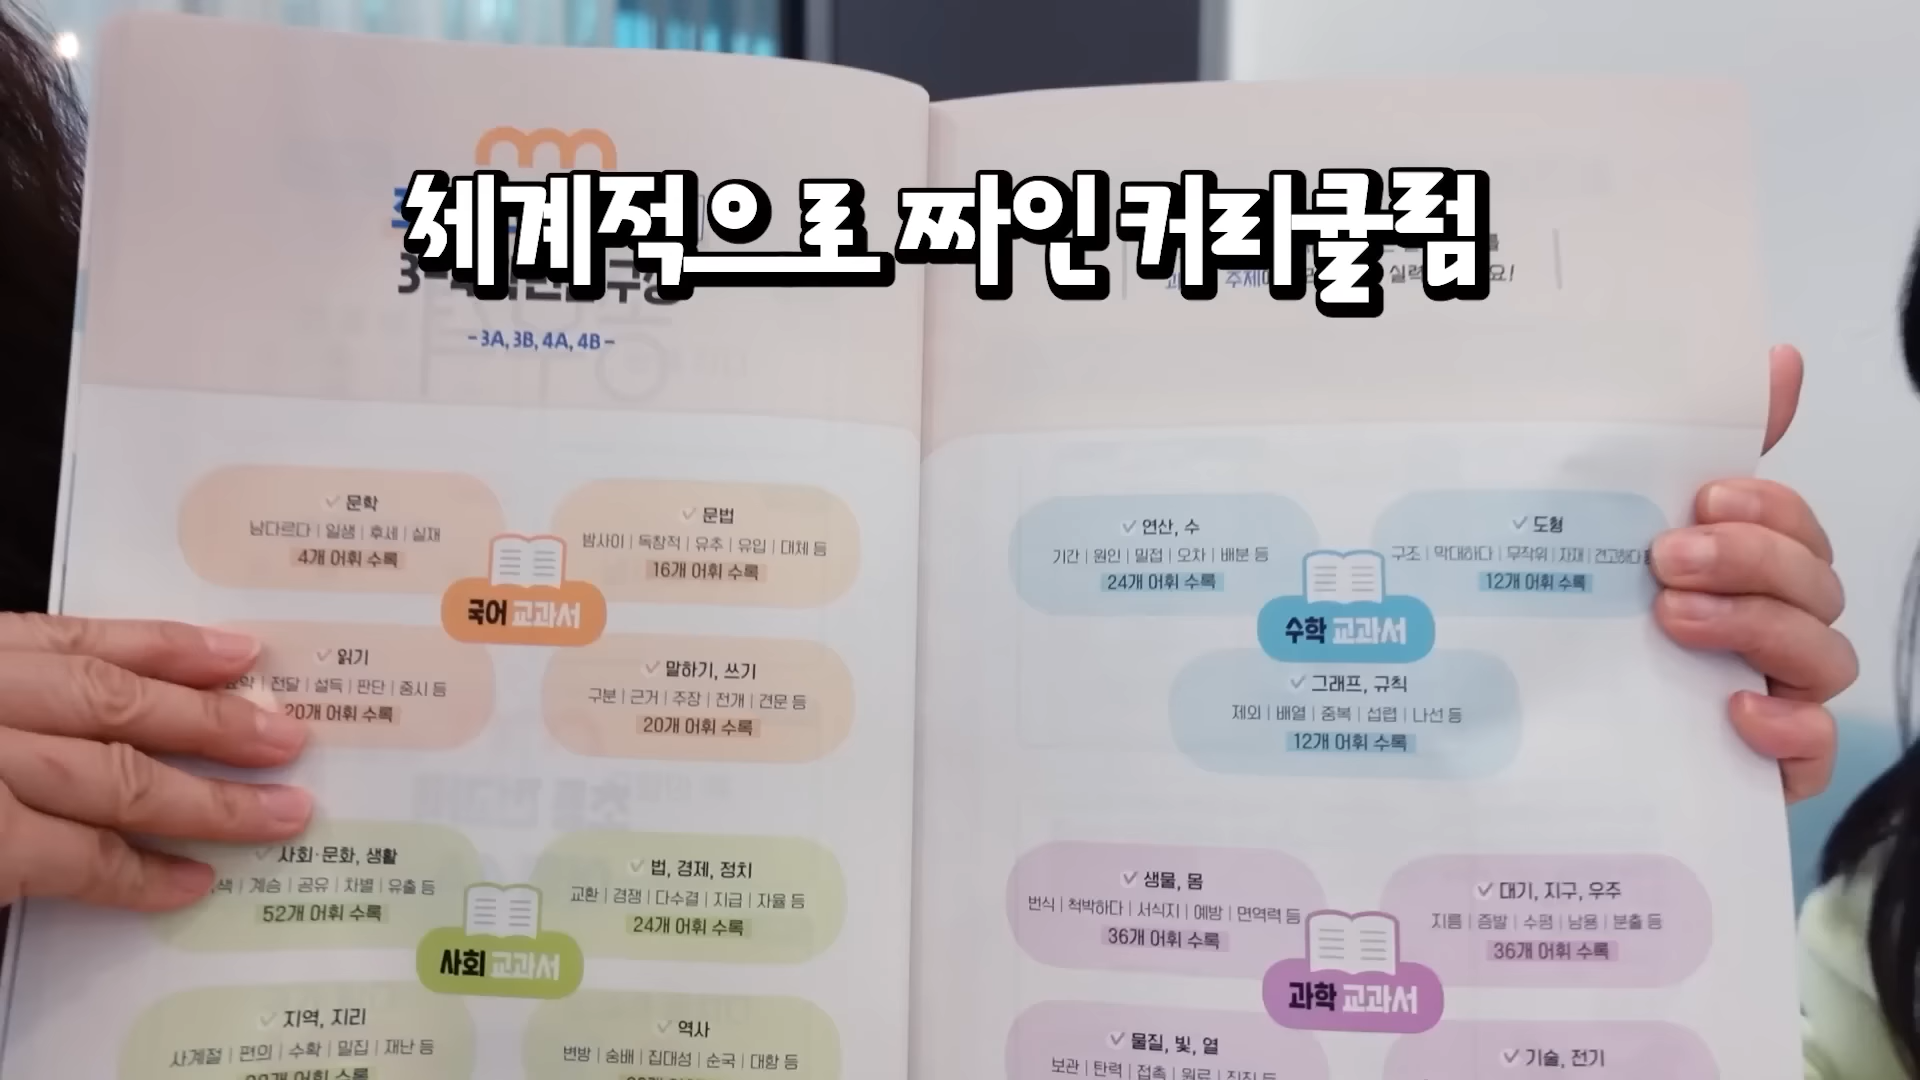 체계적으로 짜인 커리큘럼
주제
실력
- 3A, 3B, 4A, 4B -
문학
남다르다 | 일생 | 후세 | 실재
4개 어휘 수록
문법
밤사이 | 독창적 | 유추 | 유입 | 대체 등
16개 어휘 수록
국어 교과서
읽기
전달 | 설득 | 판단 | 중시 등
20개 어휘 수록
말하기, 쓰기
구분 | 근거 | 주장 | 전개 | 견문 등
20개 어휘 수록
사회·문화, 생활
계승 | 공유 | 차별 | 유출 등
52개 어휘 수록
법, 경제, 정치
교환 | 경쟁 | 다수결 | 지급 | 자율 등
24개 어휘 수록
사회 교과서
지역, 지리
사계절 | 편의 | 수확 | 밀집 | 재난 등
역사
변방 | 숭배 | 집대성 | 순국 | 대항 등
연산, 수
기간 | 원인 | 밀접 | 오차 | 배분 등
24개 어휘 수록
도형
구조 | 막대하다 | 무작위 | 자재 | 견고하다
12개 어휘 수록
수학 교과서
그래프, 규칙
제외 | 배열 | 중복 | 섭렵 | 나선 등
12개 어휘 수록
생물, 몸
번식 | 척박하다 | 서식지 | 예방 | 면역력 등
36개 어휘 수록
대기, 지구, 우주
지름 | 증발 | 수평 | 남용 | 분출 등
36개 어휘 수록
과학 교과서
물질, 빛, 열
보관 | 탄력 | 접촉 | 원료
기술, 전기